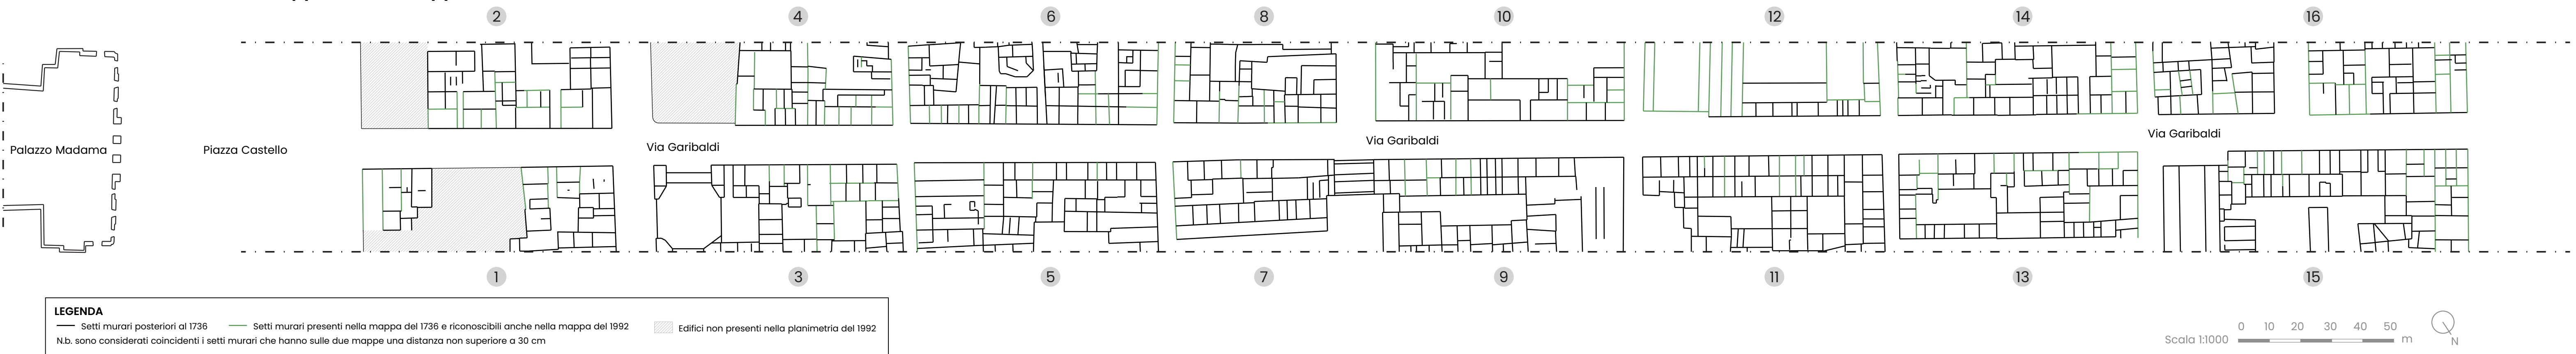 2 4 6 8 10 12 14 16
Palazzo Madama
Piazza Castello
Via Garibaldi
Via Garibaldi
Via Garibaldi
1 3 5 7 9 11 13 15
LEGENDA
Setti murari posteriori al 1736
Setti murari presenti nella mappa del 1736 e riconoscibili anche nella mappa del 1992
Edifici non presenti nella planimetria del 1992
N.b. sono considerati coincidenti i setti murari che hanno sulle due mappe una distanza non superiore a 30 cm
0 10 20 30 40 50
Scala 1:1000
m
N